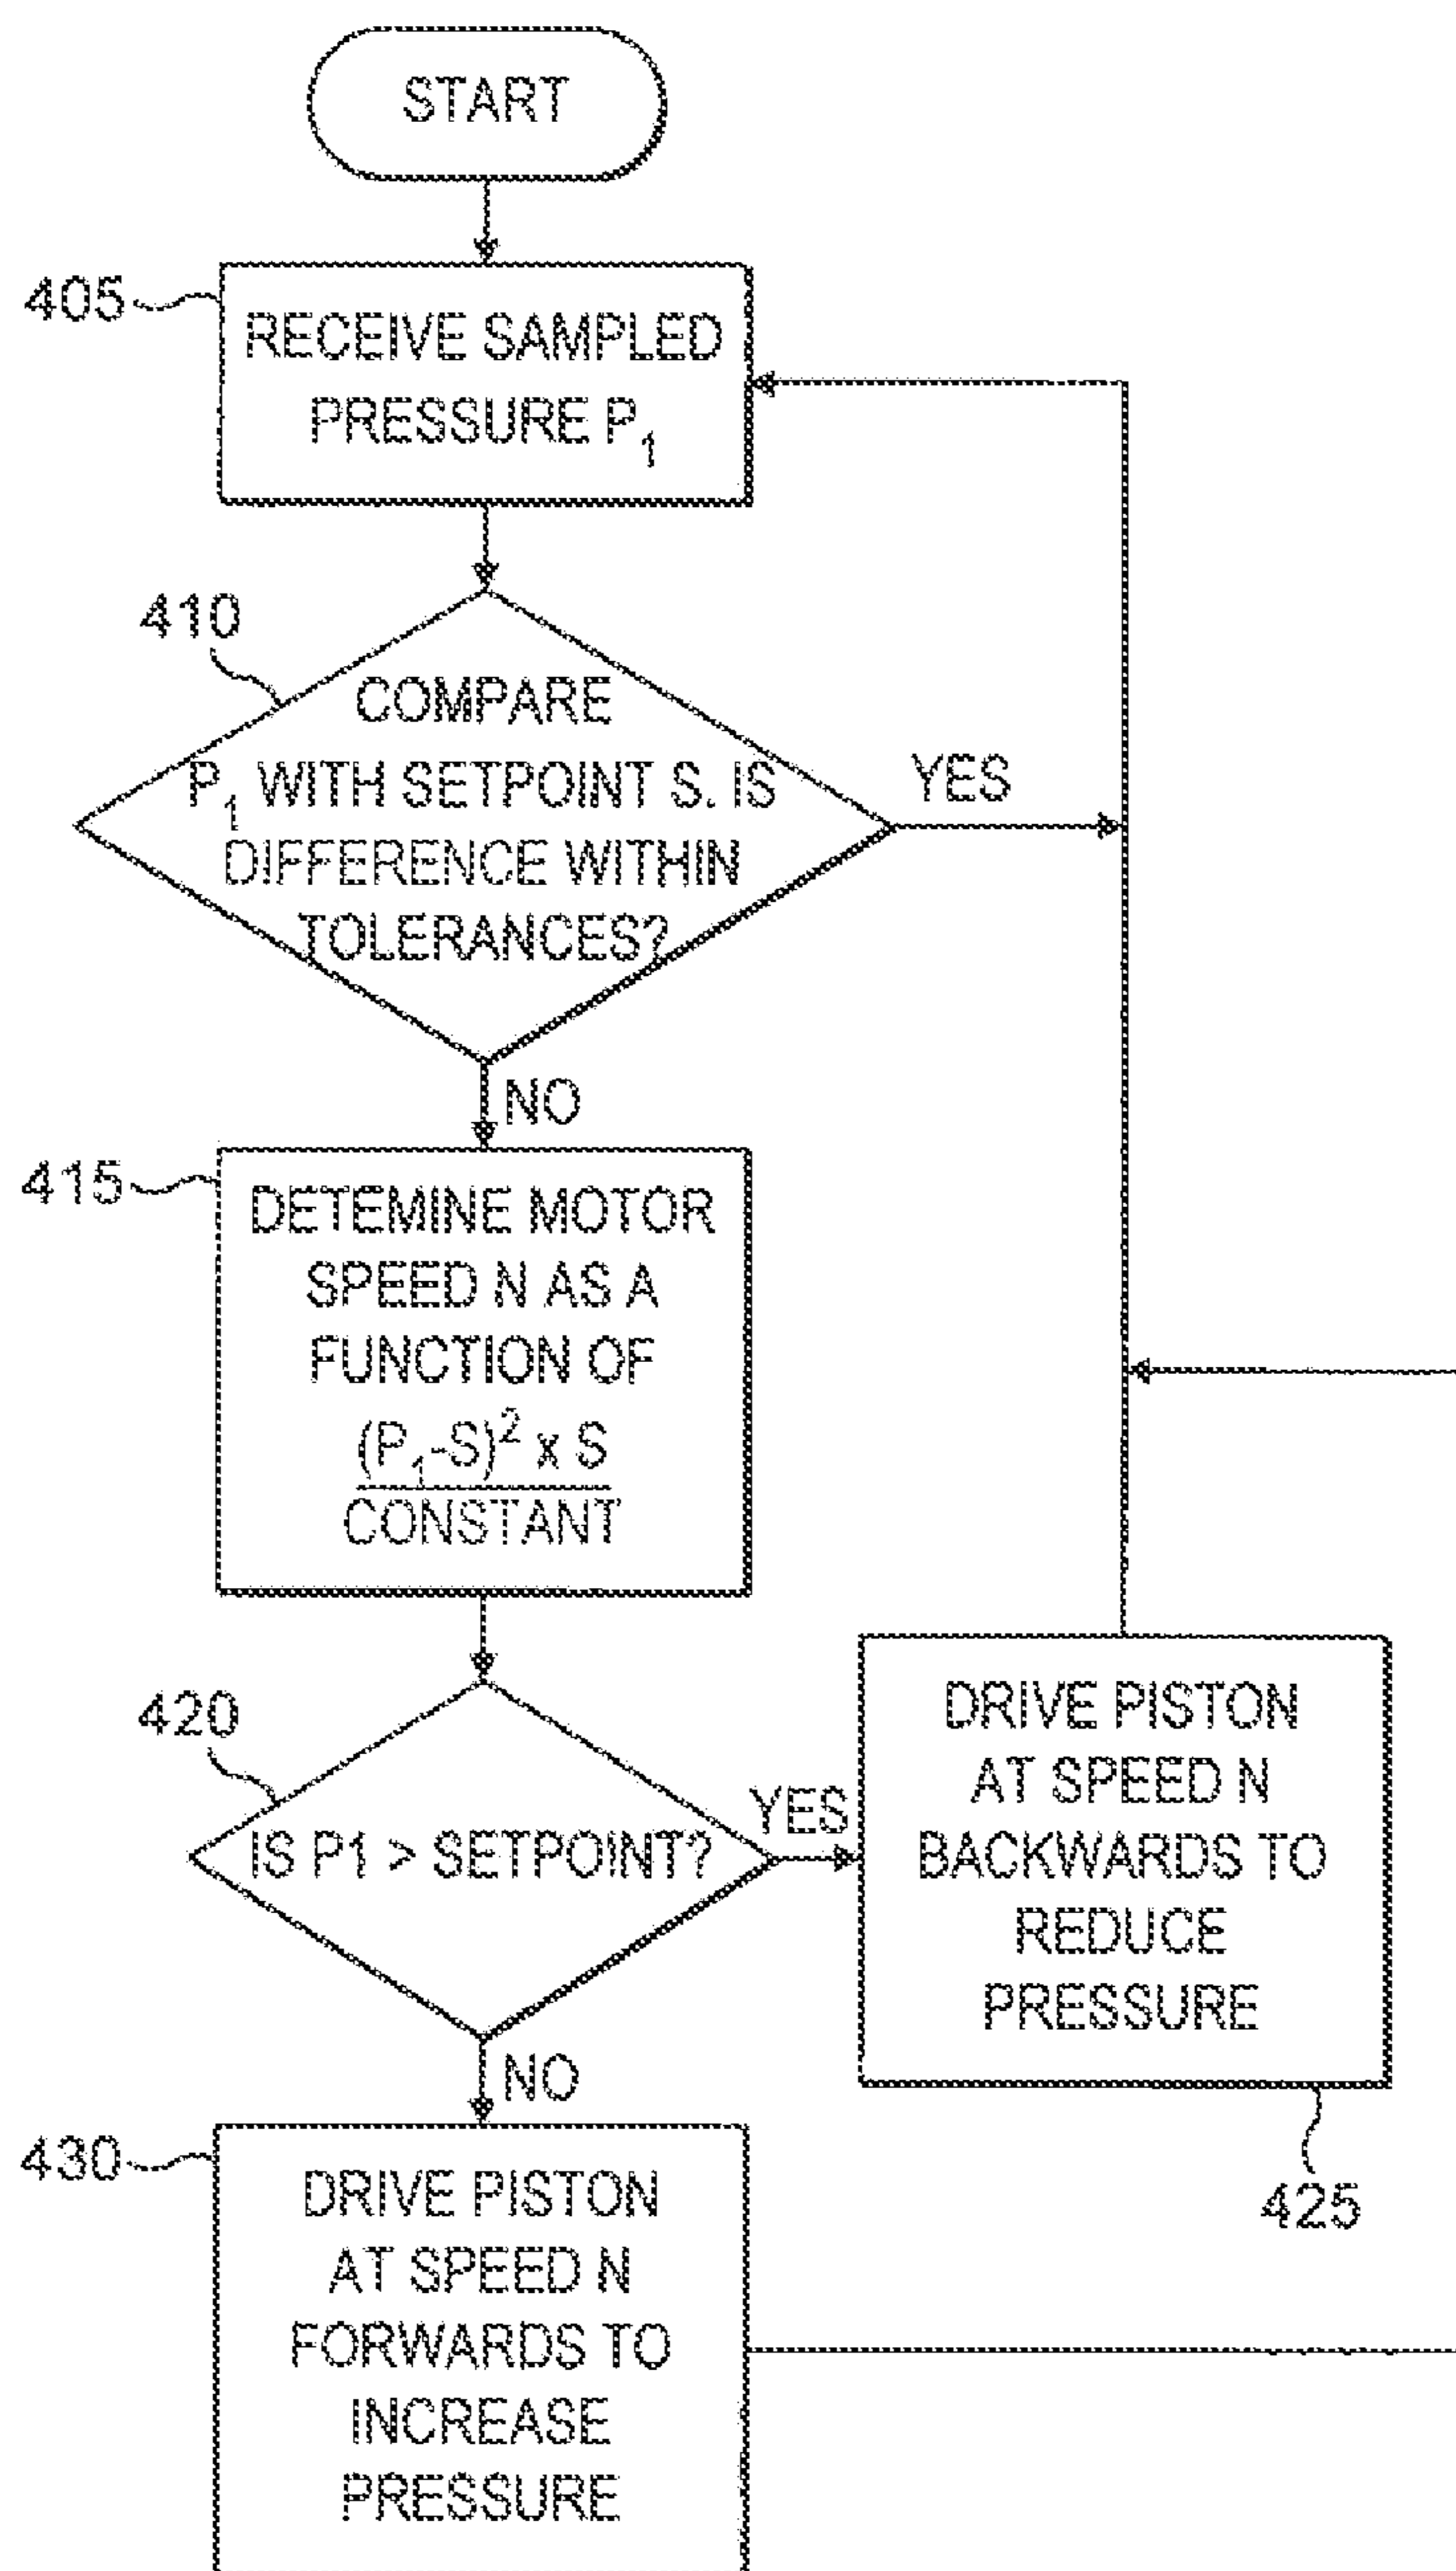 START
405
RECEIVE SAMPLED
PRESSURE P₁
410
COMPARE
P₁ WITH SETPOINT S. IS
DIFFERENCE WITHIN
TOLERANCES?
YES
NO
415
DETEMINE MOTOR
SPEED N AS A
FUNCTION OF
(P₁-S)² x S
CONSTANT
420
IS P1 > SETPOINT?
YES
NO
DRIVE PISTON
AT SPEED N
BACKWARDS TO
REDUCE
PRESSURE
425
430
DRIVE PISTON
AT SPEED N
FORWARDS TO
INCREASE
PRESSURE